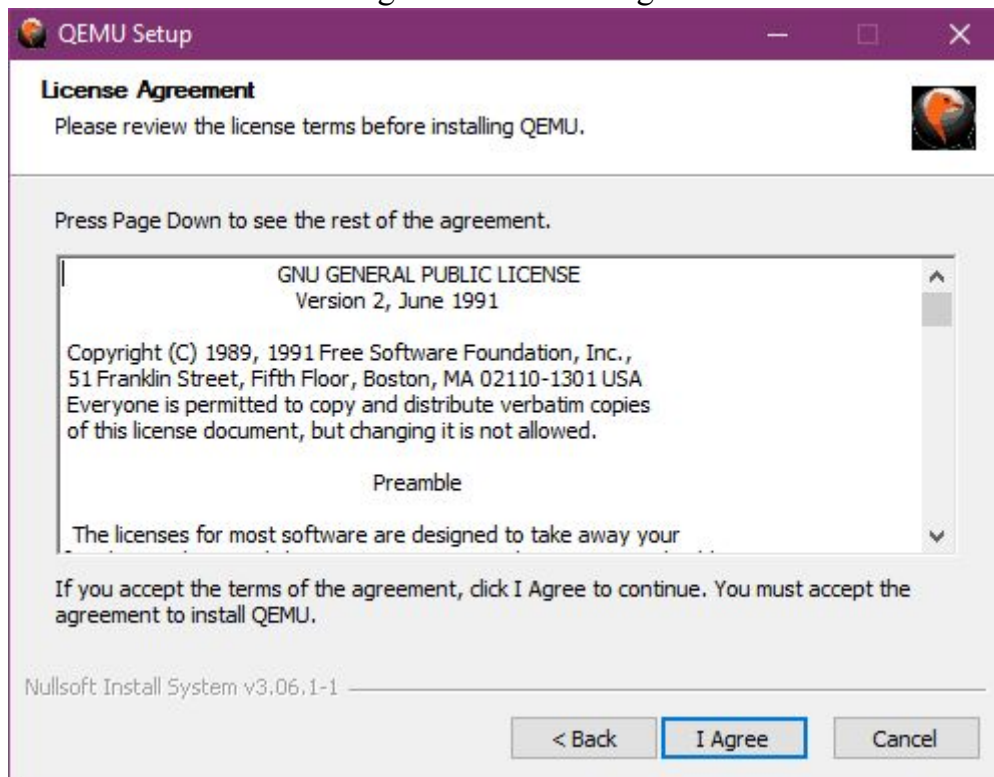 QEMU Setup
License Agreement
Please review the license terms before installing QEMU.
Press Page Down to see the rest of the agreement.
GNU GENERAL PUBLIC LICENSE
Version 2, June 1991
Copyright (C) 1989, 1991 Free Software Foundation, Inc.,
51 Franklin Street, Fifth Floor, Boston, MA 02110-1301 USA
Everyone is permitted to copy and distribute verbatim copies
of this license document, but changing it is not allowed.
Preamble
The licenses for most software are designed to take away your
If you accept the terms of the agreement, click I Agree to continue. You must accept the
agreement to install QEMU.
Nullsoft Install System v3.06.1-1
< Back I Agree Cancel